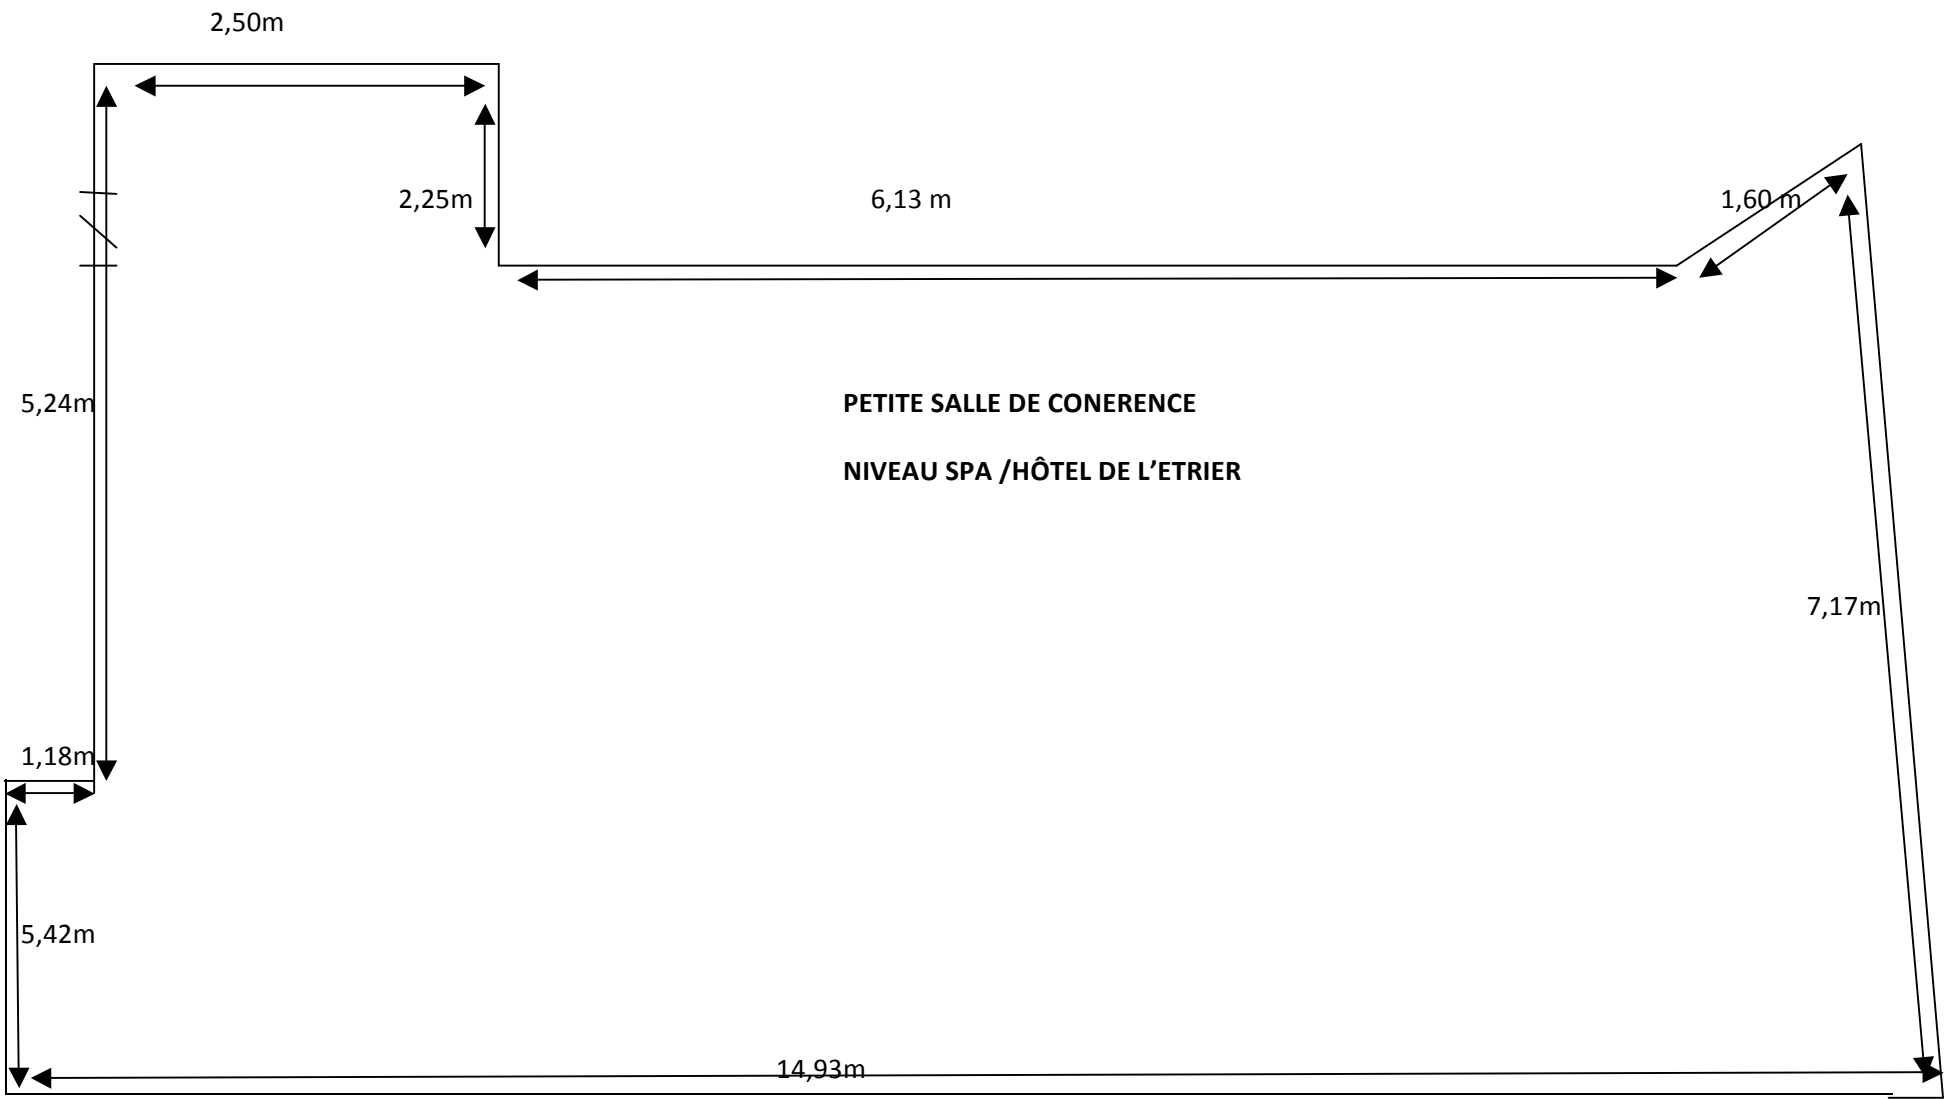 2,50m
2,25m
6,13 m
1,60 m
5,24m
PETITE SALLE DE CONERENCE
NIVEAU SPA /HÔTEL DE L’ETRIER
7,17m
1,18m
5,42m
14,93m